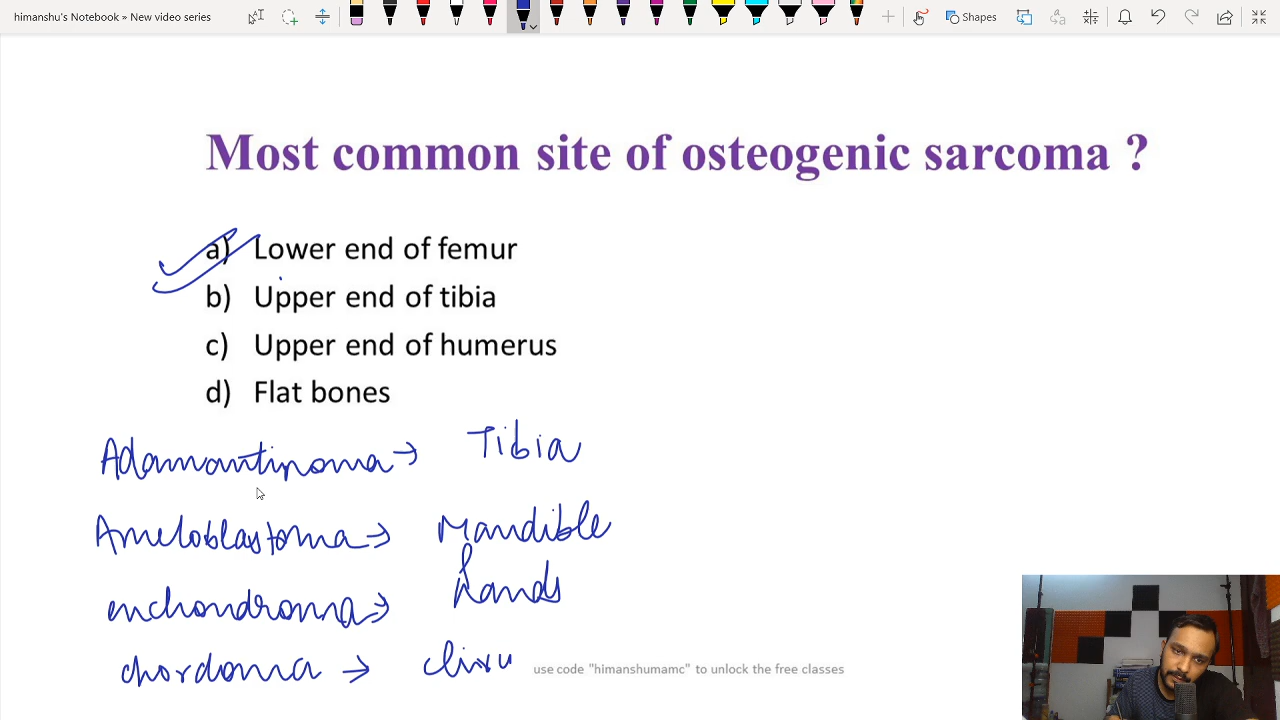 himanshu's Notebook » New video series
Shapes
Most common site of osteogenic sarcoma ?
a) Lower end of femur
b) Upper end of tibia
c) Upper end of humerus
d) Flat bones
Adamantinoma → Tibia
Ameloblastoma → Mandible
enchondroma → hands
chordoma → clivu
use code "himanshumamc" to unlock the free classes